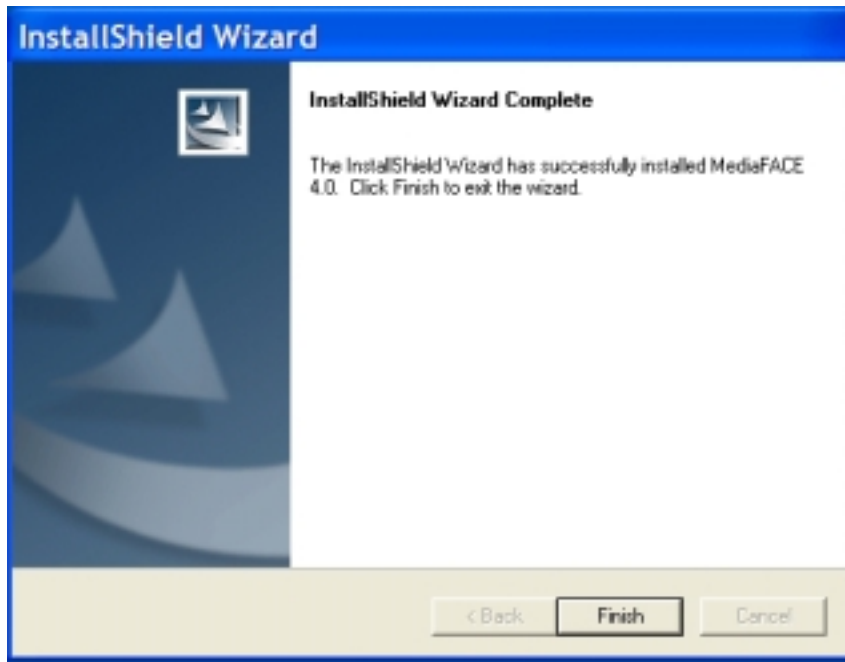 InstallShield Wizard
InstallShield Wizard Complete
The InstallShield Wizard has successfully installed MediaFACE
4.0. Click Finish to exit the wizard.
< Back
Finish
Cancel